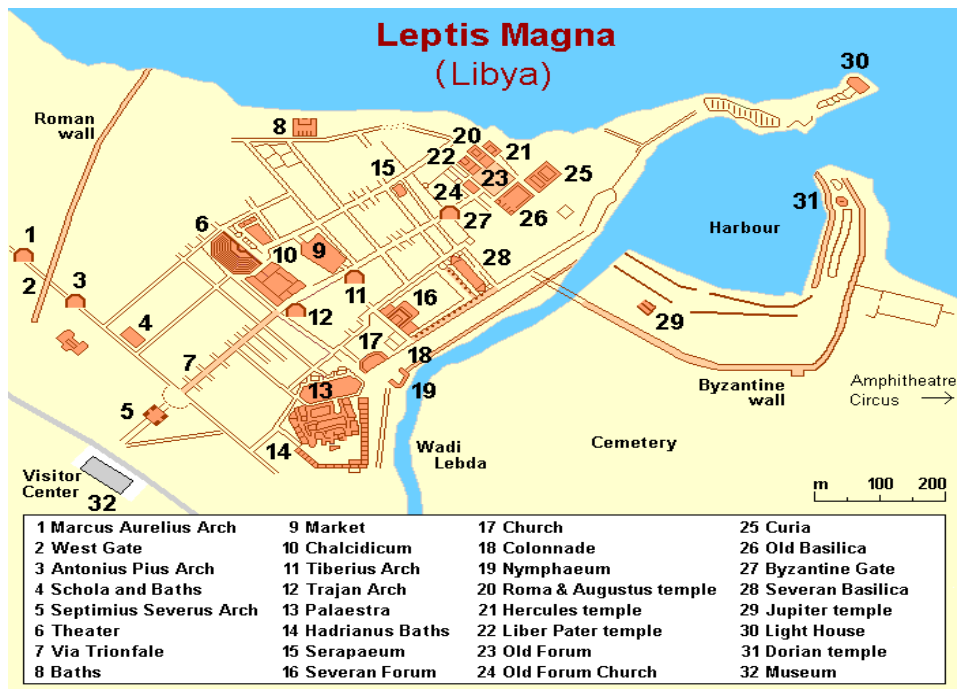 Leptis Magna
(Libya)
30
Roman
wall
8
20
21
22
15
23
25
24
6
27
26
31
1
10
9
Harbour
28
2
3
11
16
12
29
4
17
18
7
13
19
Byzantine
wall
Amphitheatre
Circus
5
14
Wadi
Lebda
Cemetery
Visitor
Center
32
m 100 200
1 Marcus Aurelius Arch
2 West Gate
3 Antonius Pius Arch
4 Schola and Baths
5 Septimius Severus Arch
6 Theater
7 Via Trionfale
8 Baths
9 Market
10 Chalcidicum
11 Tiberius Arch
12 Trajan Arch
13 Palaestra
14 Hadrianus Baths
15 Serapaeum
16 Severan Forum
17 Church
18 Colonnade
19 Nymphaeum
20 Roma & Augustus temple
21 Hercules temple
22 Liber Pater temple
23 Old Forum
24 Old Forum Church
25 Curia
26 Old Basilica
27 Byzantine Gate
28 Severan Basilica
29 Jupiter temple
30 Light House
31 Dorian temple
32 Museum